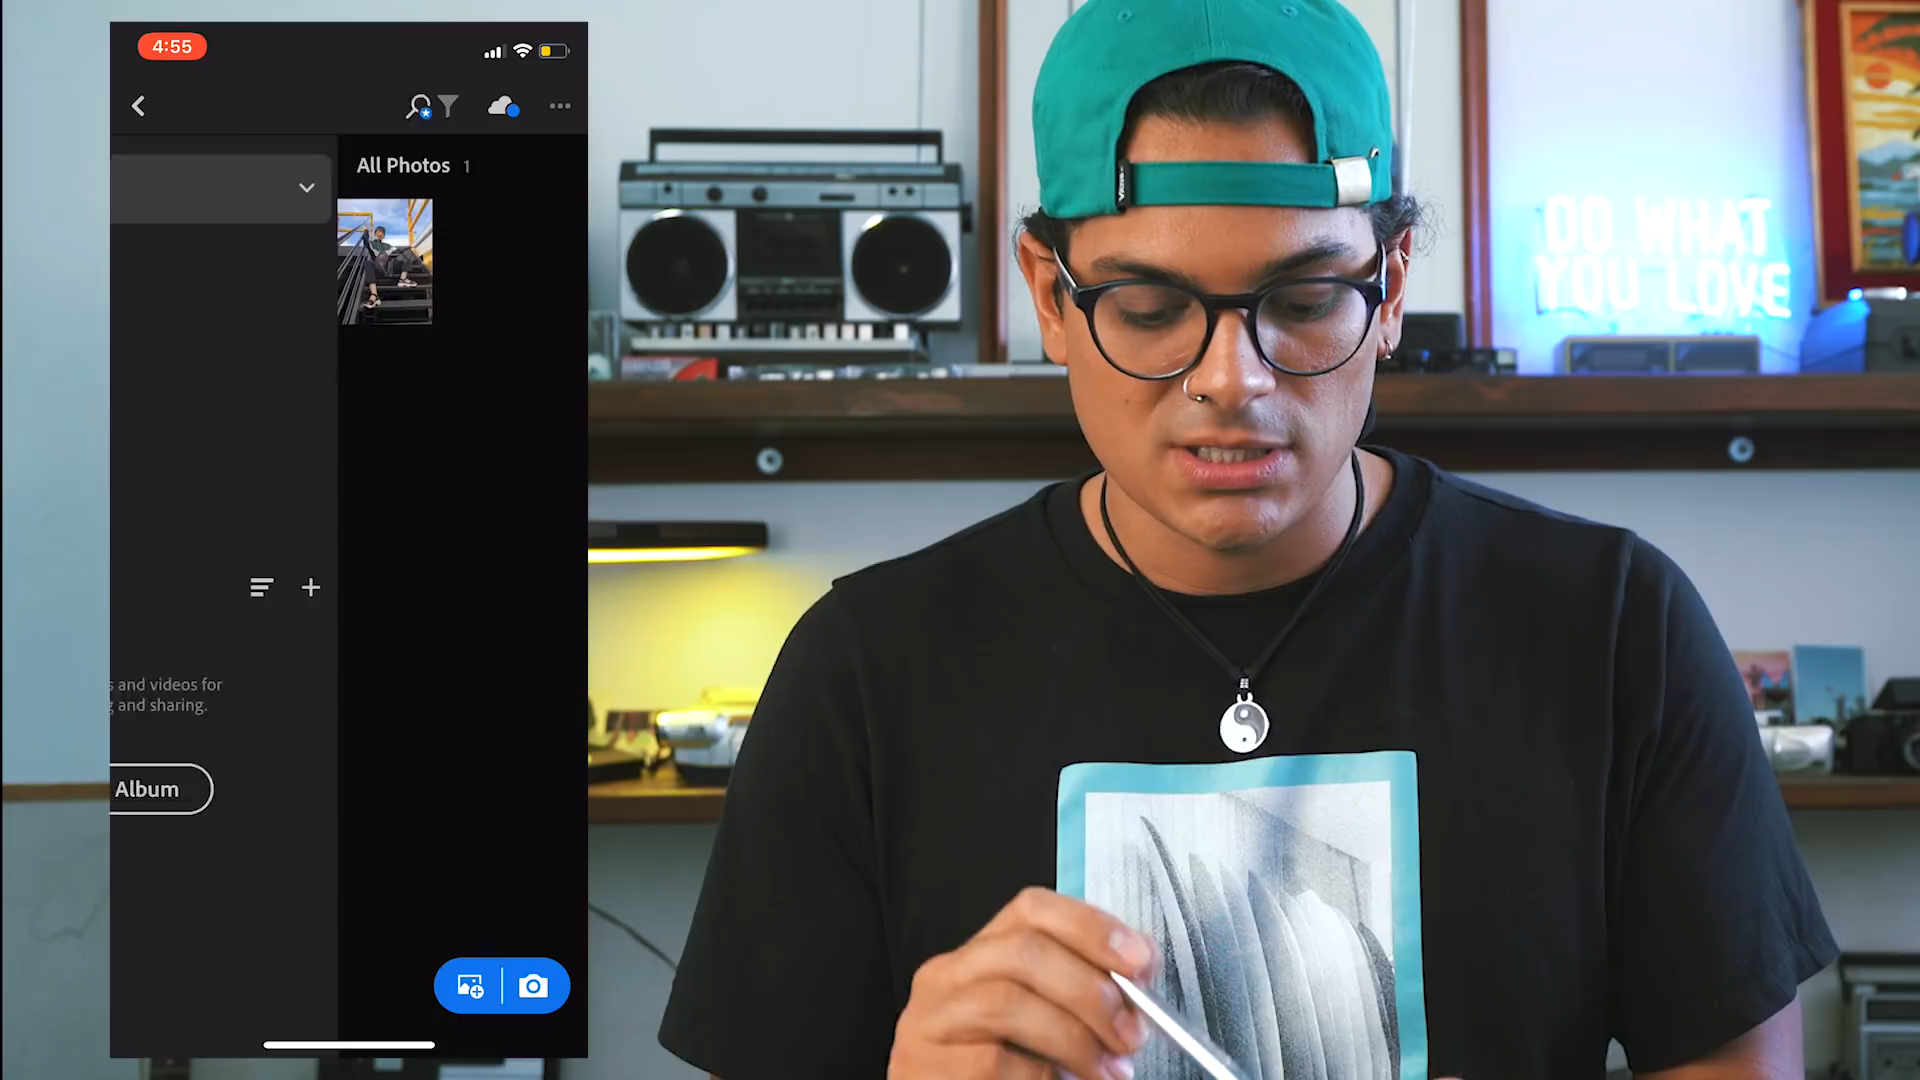 4:55
All Photos 1
s and videos for
g and sharing.
Album
DO WHAT
YOU LOVE